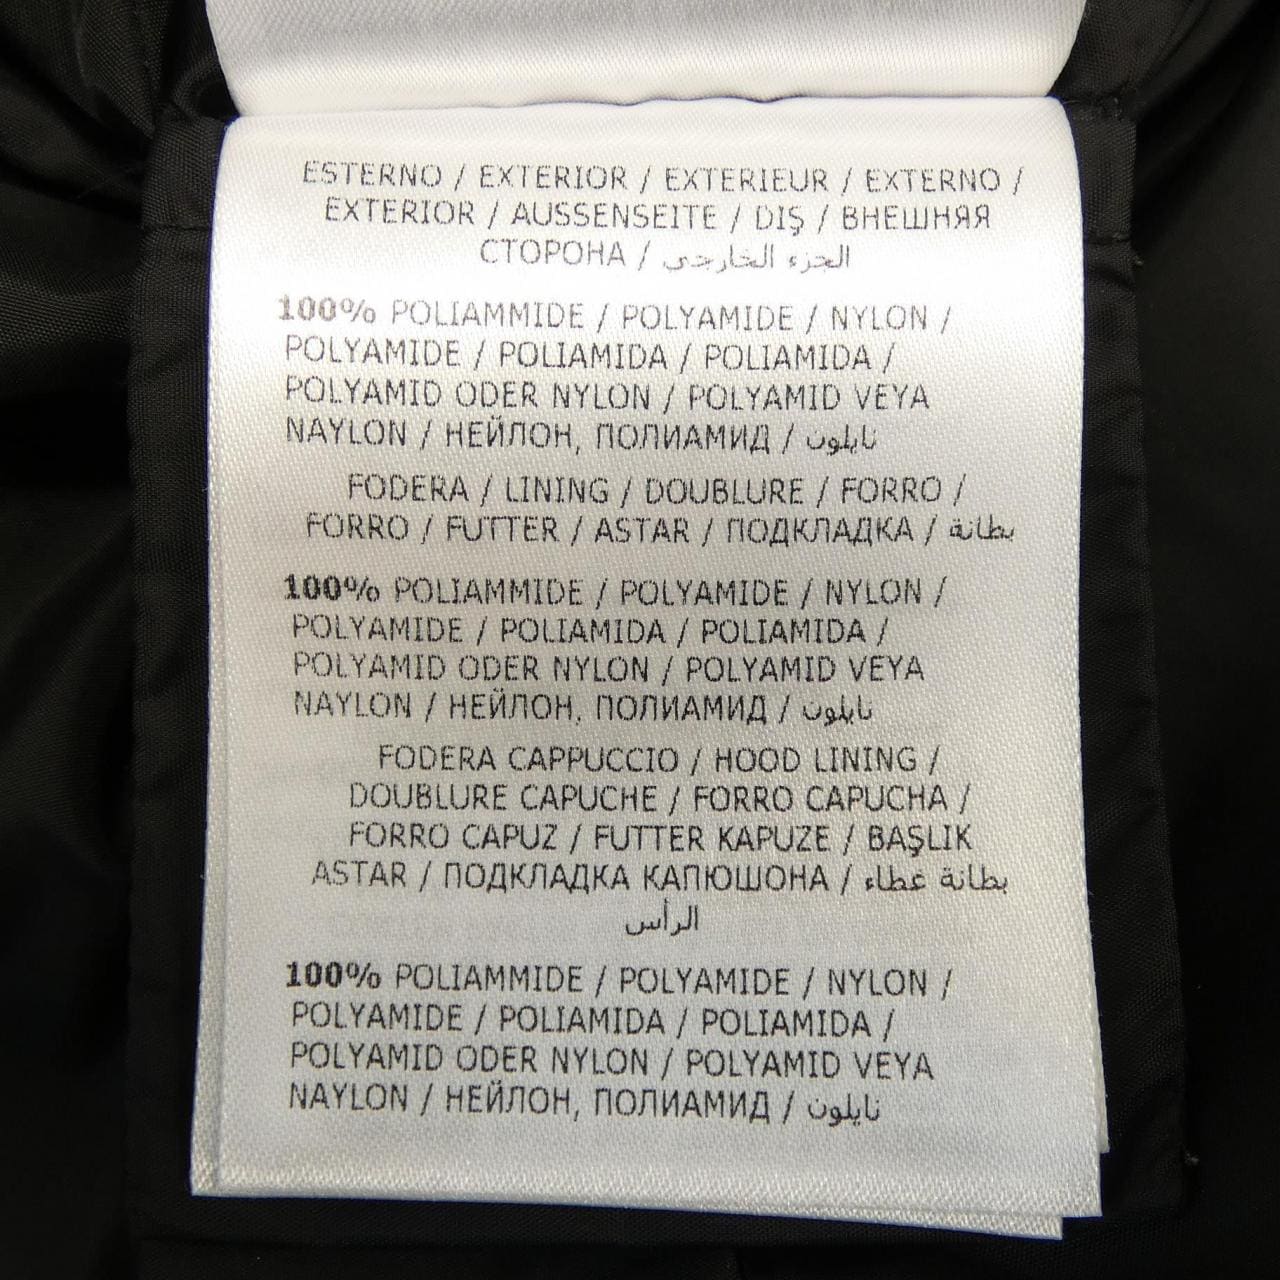 ESTERNO / EXTERIOR / EXTERIEUR / EXTERNO /
EXTERIOR / AUSSENSEITE / DIŞ / ВНЕШНЯЯ
СТОРОНА / الجزء الخارجي
100% POLIAMMIDE / POLYAMIDE / NYLON /
POLYAMIDE / POLIAMIDA / POLIAMIDA /
POLYAMID ODER NYLON / POLYAMID VEYA
NAYLON / НЕЙЛОН, ПОЛИАМИД / نايلون
FODERA / LINING / DOUBLURE / FORRO /
FORRO / FUTTER / ASTAR / ПОДКЛАДКА / بطانة
100% POLIAMMIDE / POLYAMIDE / NYLON /
POLYAMIDE / POLIAMIDA / POLIAMIDA /
POLYAMID ODER NYLON / POLYAMID VEYA
NAYLON / НЕЙЛОН, ПОЛИАМИД / نايلون
FODERA CAPPUCCIO / HOOD LINING /
DOUBLURE CAPUCHE / FORRO CAPUCHA /
FORRO CAPUZ / FUTTER KAPUZE / BAŞLIK
ASTAR / ПОДКЛАДКА КАПЮШОНА / بطانة غطاء
الرأس
100% POLIAMMIDE / POLYAMIDE / NYLON /
POLYAMIDE / POLIAMIDA / POLIAMIDA /
POLYAMID ODER NYLON / POLYAMID VEYA
NAYLON / НЕЙЛОН, ПОЛИАМИД / نايلون